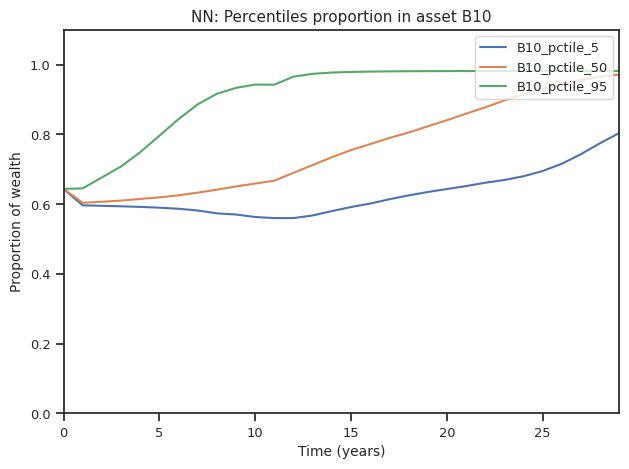 NN: Percentiles proportion in asset B10
B10_pctile_5
B10_pctile_50
B10_pctile_95
Proportion of wealth
1.0
0.8
0.6
0.4
0.2
0.0
0 5 10 15 20 25
Time (years)